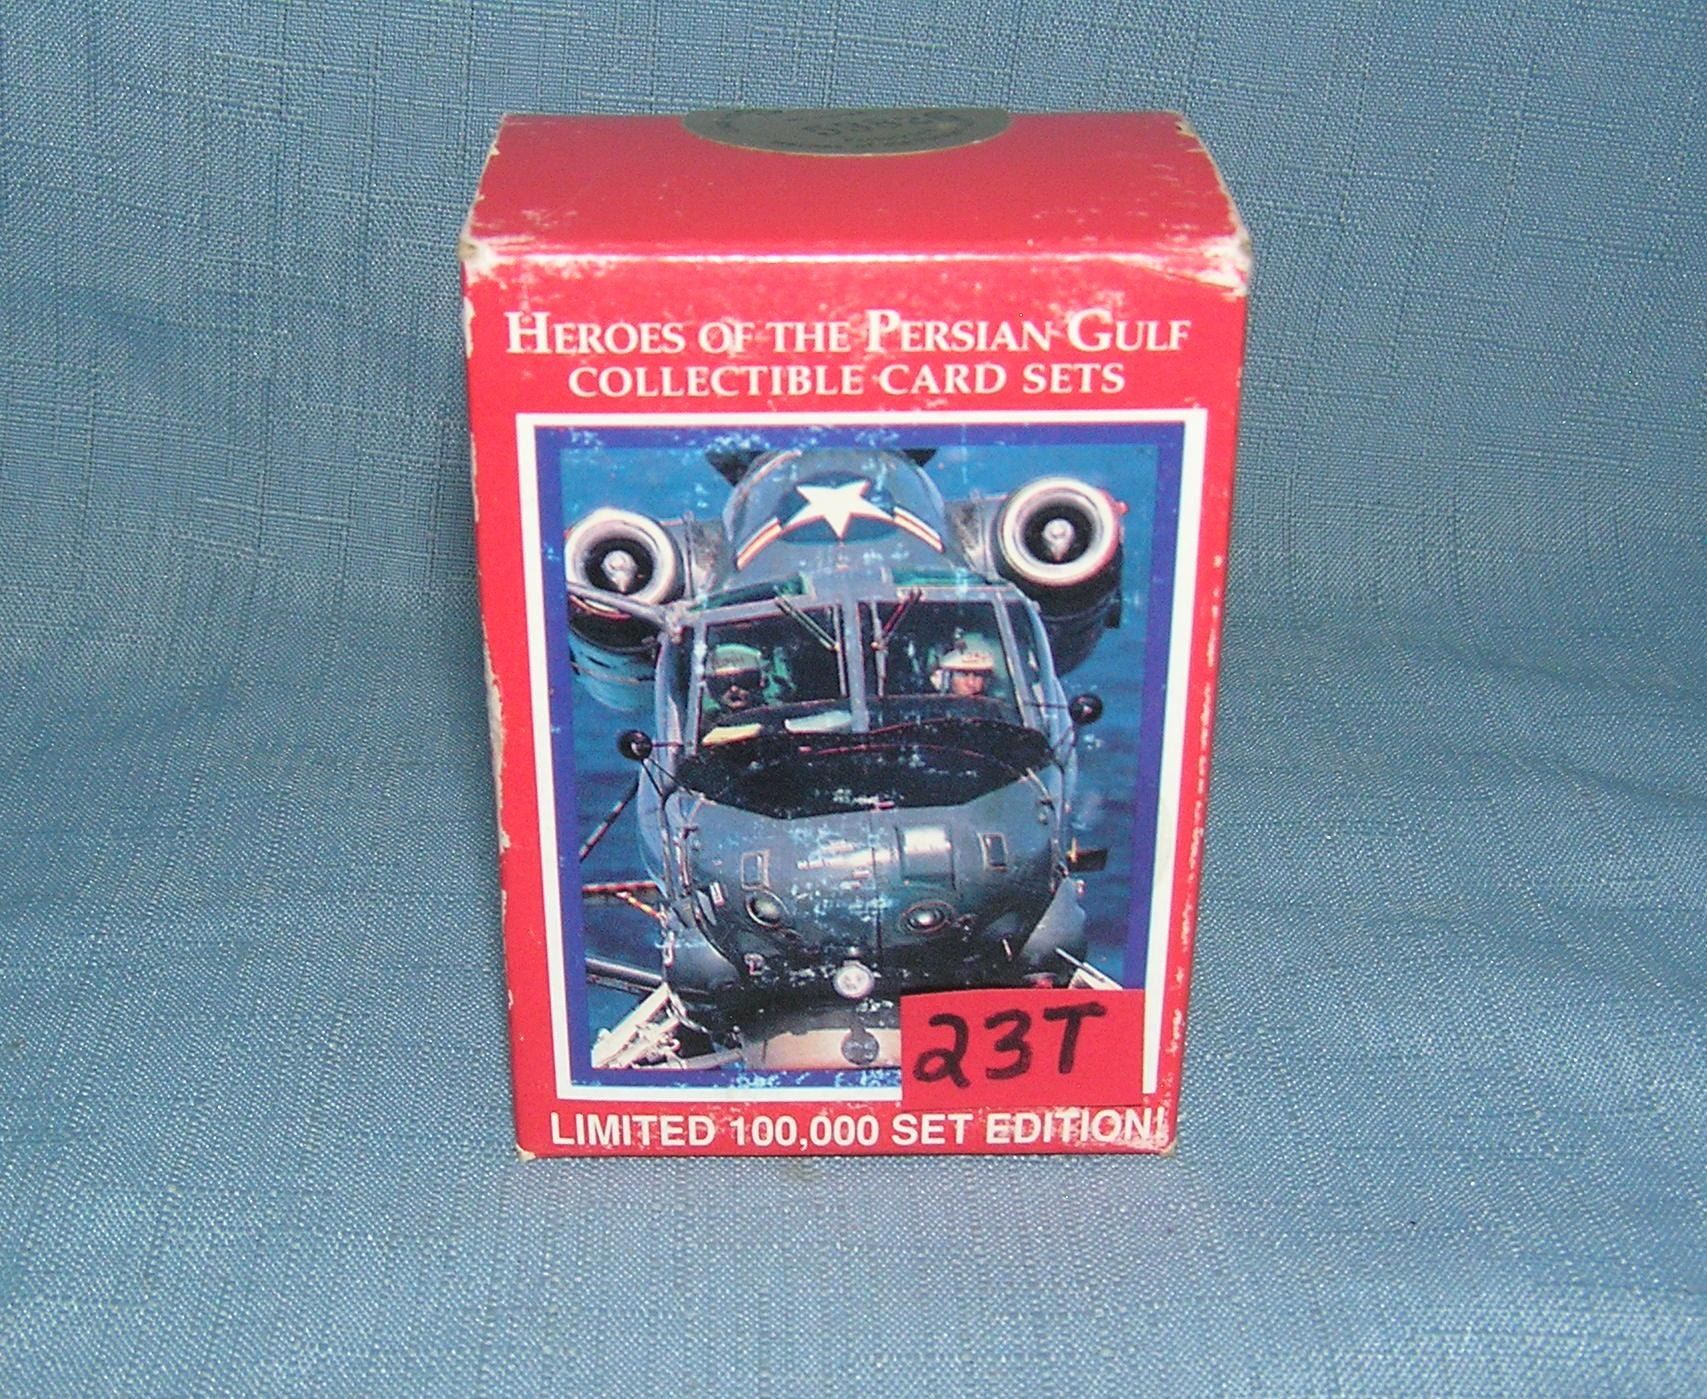 HEROES OF THE PERSIAN GULF
COLLECTIBLE CARD SETS
23T
LIMITED 100,000 SET EDITION!